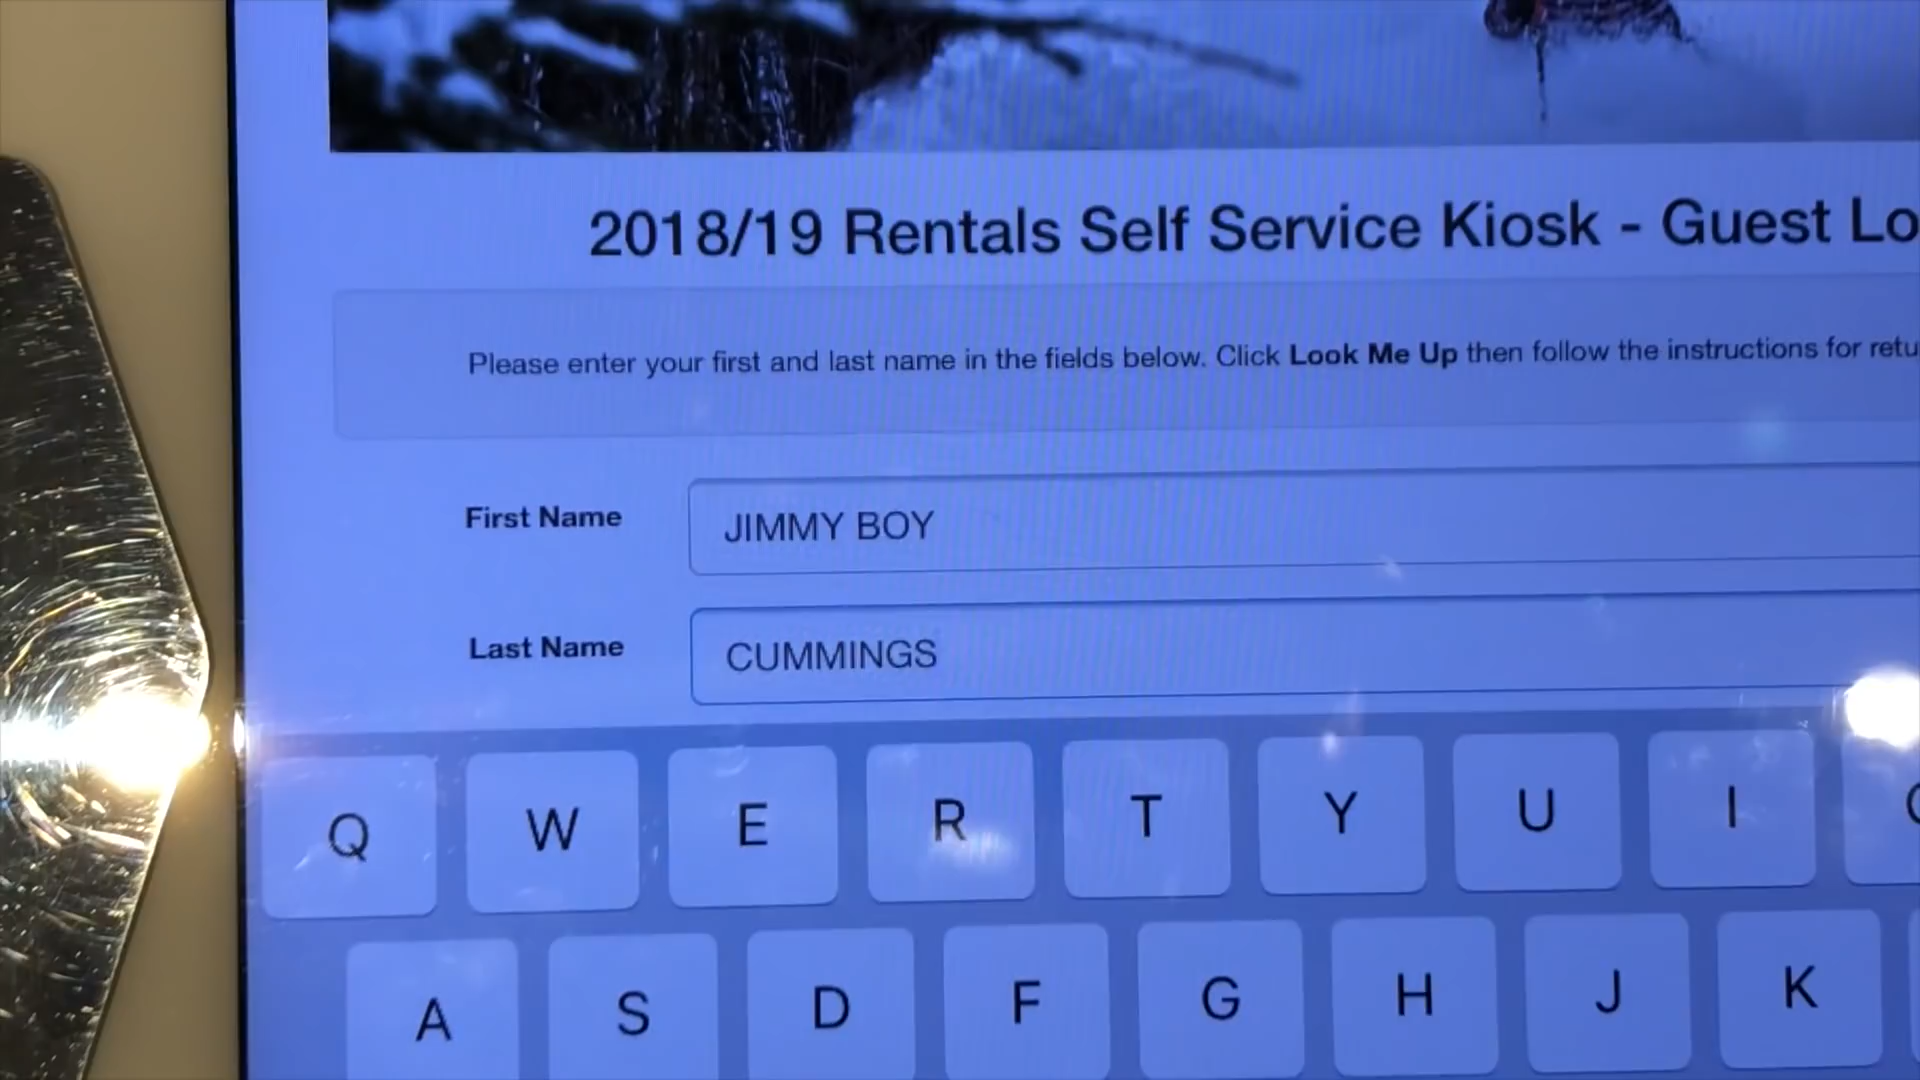 2018/19 Rentals Self Service Kiosk - Guest Lo
Please enter your first and last name in the fields below. Click Look Me Up then follow the instructions for retu
First Name
JIMMY BOY
Last Name
CUMMINGS
Q W E R T Y U I
A S D F G H J K